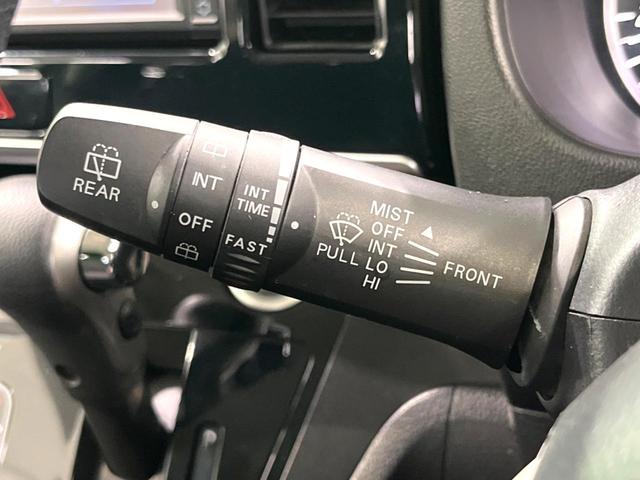 REAR
INT
OFF
INT
TIME
FAST
PULL
MIST
OFF
INT
LO
HI
FRONT